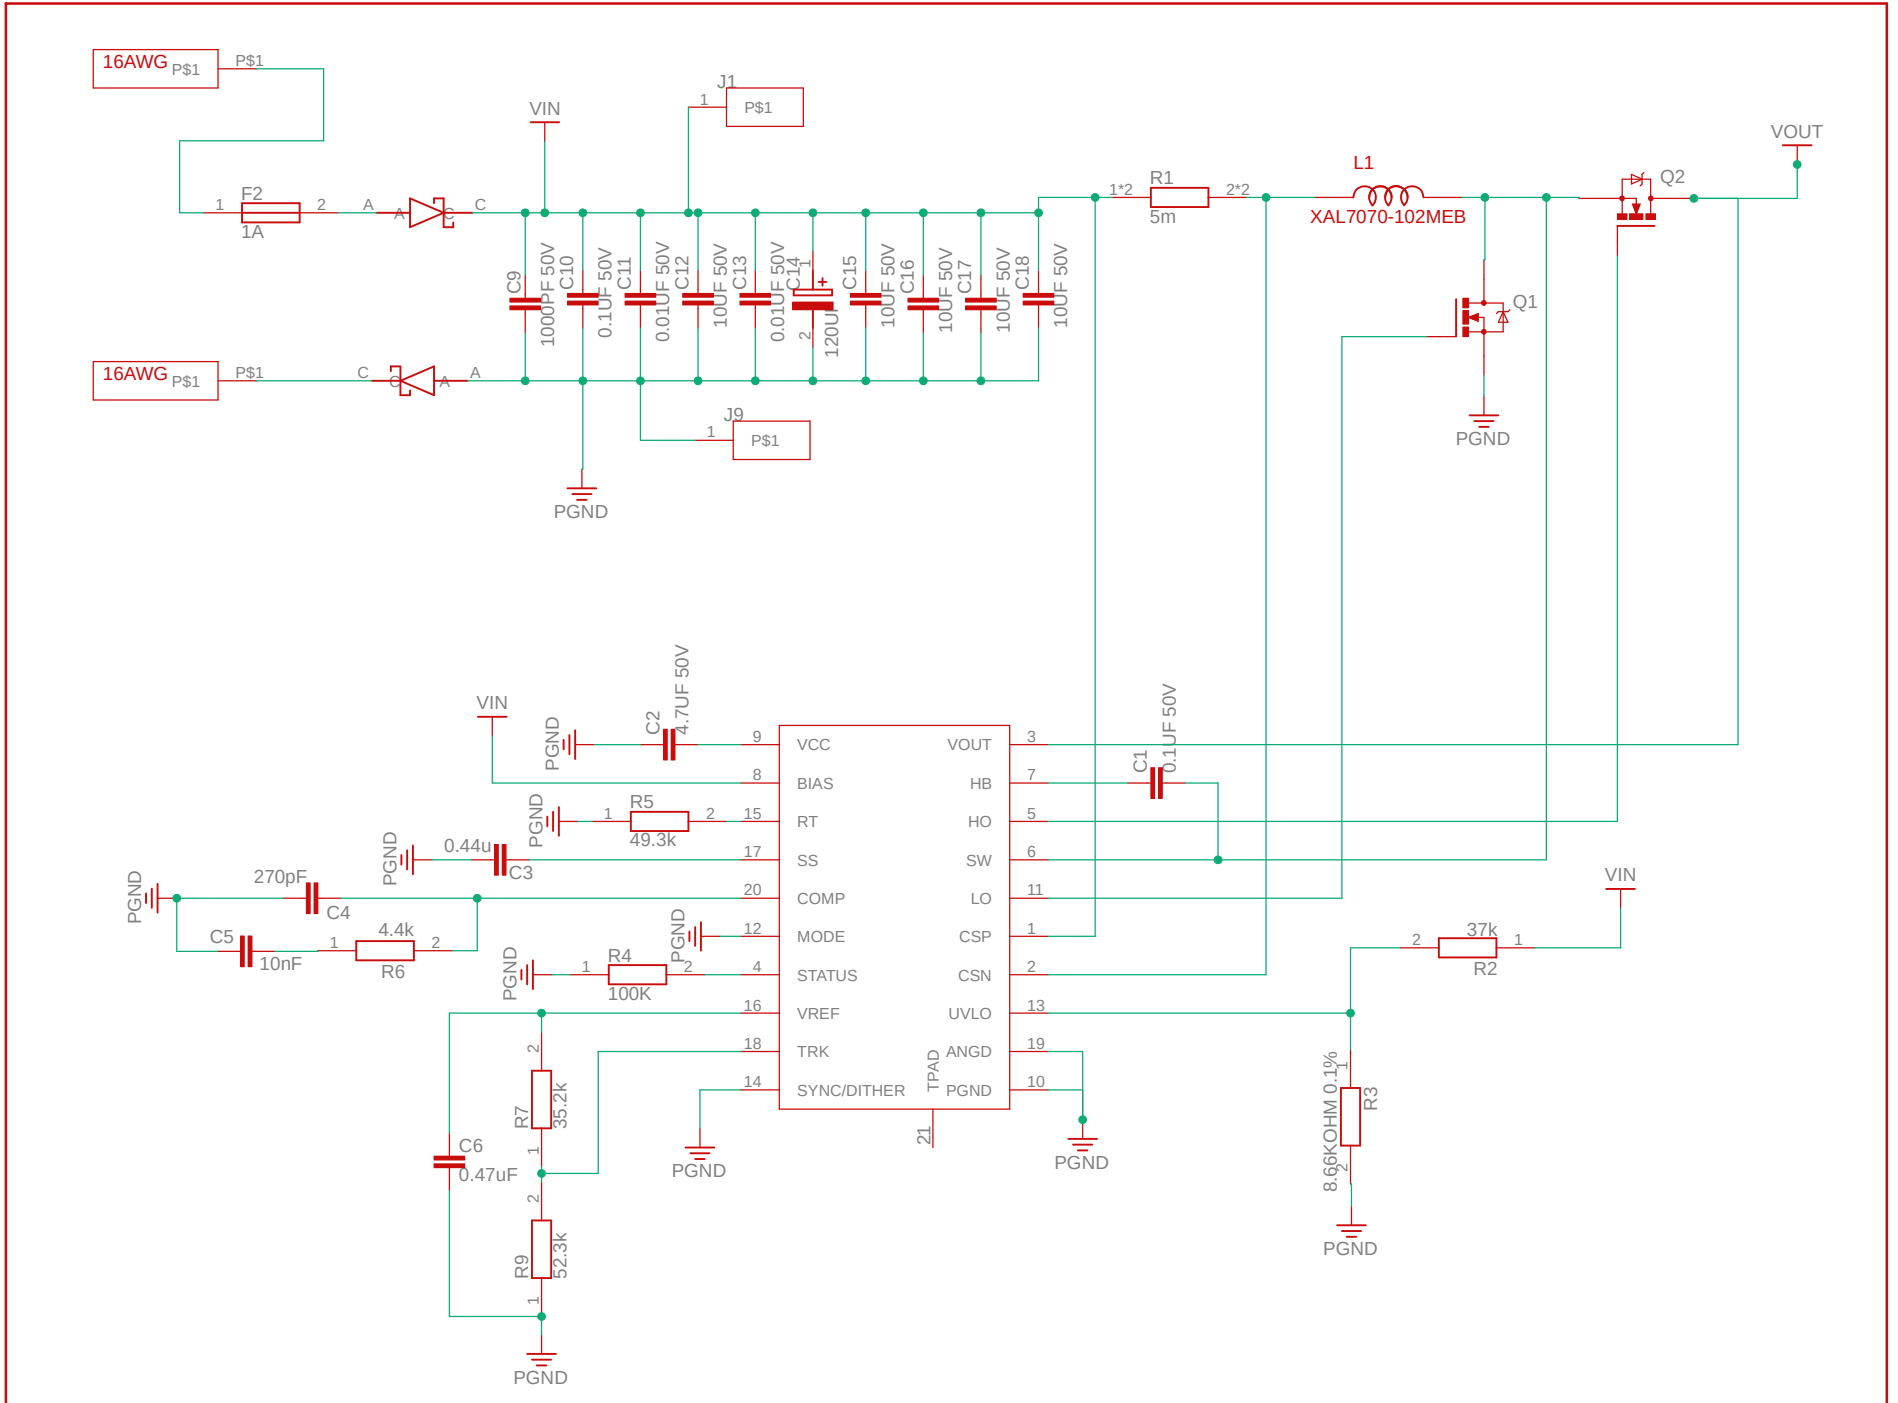 16AWG P$1 P$1
J1
1 P$1
VIN
VOUT
L1
F2
1 2 A A C C
1A
1*2 R1 2*2
5m
XAL7070-102MEB
Q2
C9
1000PF 50V
C10
0.1UF 50V
C11
0.01UF 50V
C12
10UF 50V
C13
0.01UF 50V
C14
1
+
2
120UF
C15
10UF 50V
C16
10UF 50V
C17
10UF 50V
C18
10UF 50V
Q1
PGND
16AWG P$1 P$1
C C A A
J9
1 P$1
PGND
VIN
PGND
C2
4.7UF 50V
9 VCC
8 BIAS
PGND
1 R5 2
49.3k
15 RT
PGND
0.44u
C3
17 SS
PGND
270pF
C4
20 COMP
C5
10nF
1 4.4k 2
R6
PGND
12 MODE
PGND
1 R4 2
100K
4 STATUS
16 VREF
18 TRK
14 SYNC/DITHER
PGND
2
R7
35.2k
1
C6
0.47uF
2
R9
52.3k
1
PGND
VOUT 3
HB 7
C1
0.1UF 50V
HO 5
SW 6
LO 11
CSP 1
CSN 2
UVLO 13
ANGD 19
PGND 10
TPAD
21
PGND
VIN
2 37k 1
R2
1
R3
8.66KOHM 0.1%
2
PGND